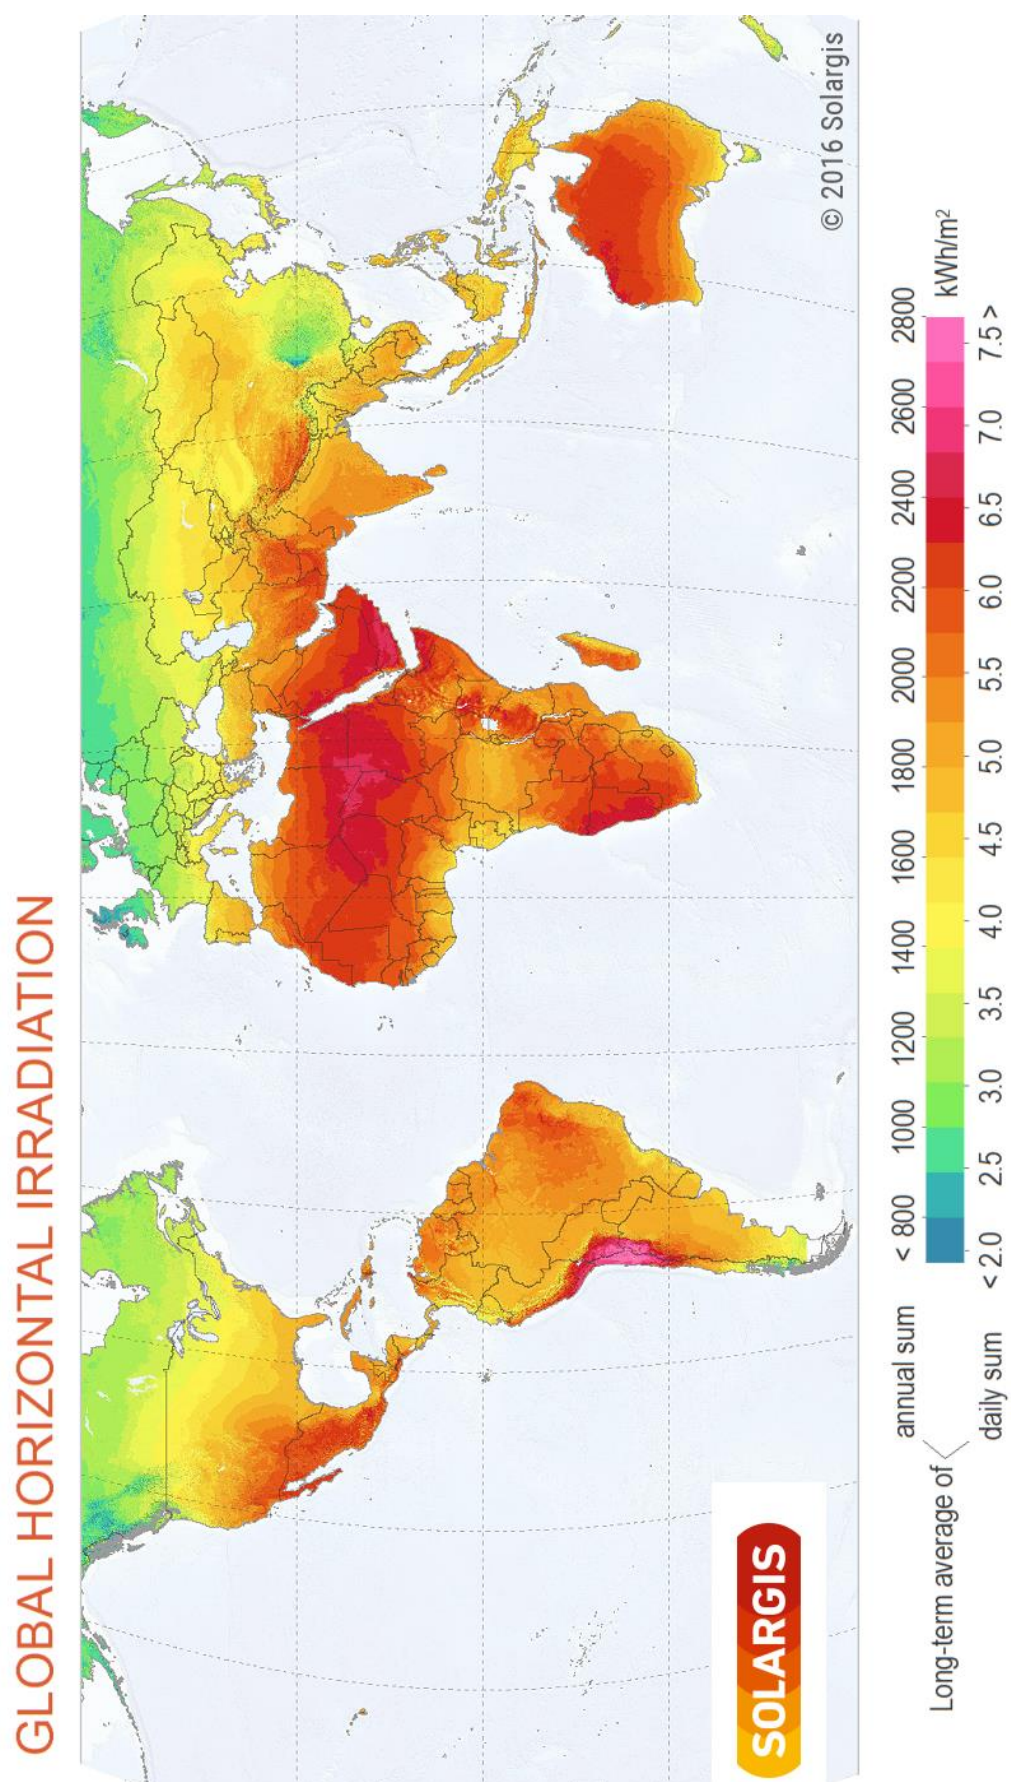 GLOBAL HORIZONTAL IRRADIATION
© 2016 Solargis
SOLARGIS
Long-term average of
annual sum < 800 1000 1200 1400 1600 1800 2000 2200 2400 2600 2800
kWh/m²
daily sum < 2.0 2.5 3.0 3.5 4.0 4.5 5.0 5.5 6.0 6.5 7.0 7.5 >